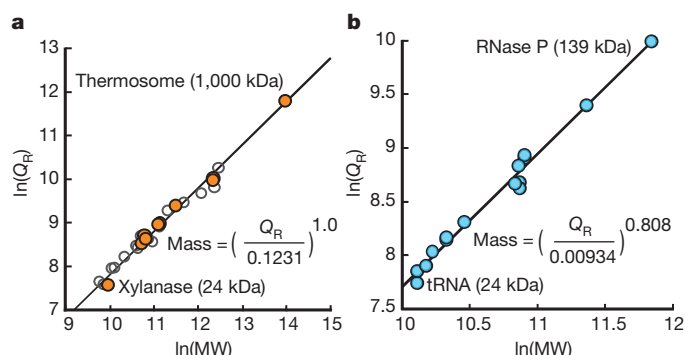 a
13
12
11
10
9
8
7
ln(Q_R)
Thermosome (1,000 kDa)
Mass = (Q_R / 0.1231)^1.0
Xylanase (24 kDa)
9 10 11 12 13 14 15
ln(MW)
b
10
9.5
9
8.5
8
7.5
ln(Q_R)
RNase P (139 kDa)
Mass = (Q_R / 0.00934)^0.808
tRNA (24 kDa)
10 10.5 11 11.5 12
ln(MW)